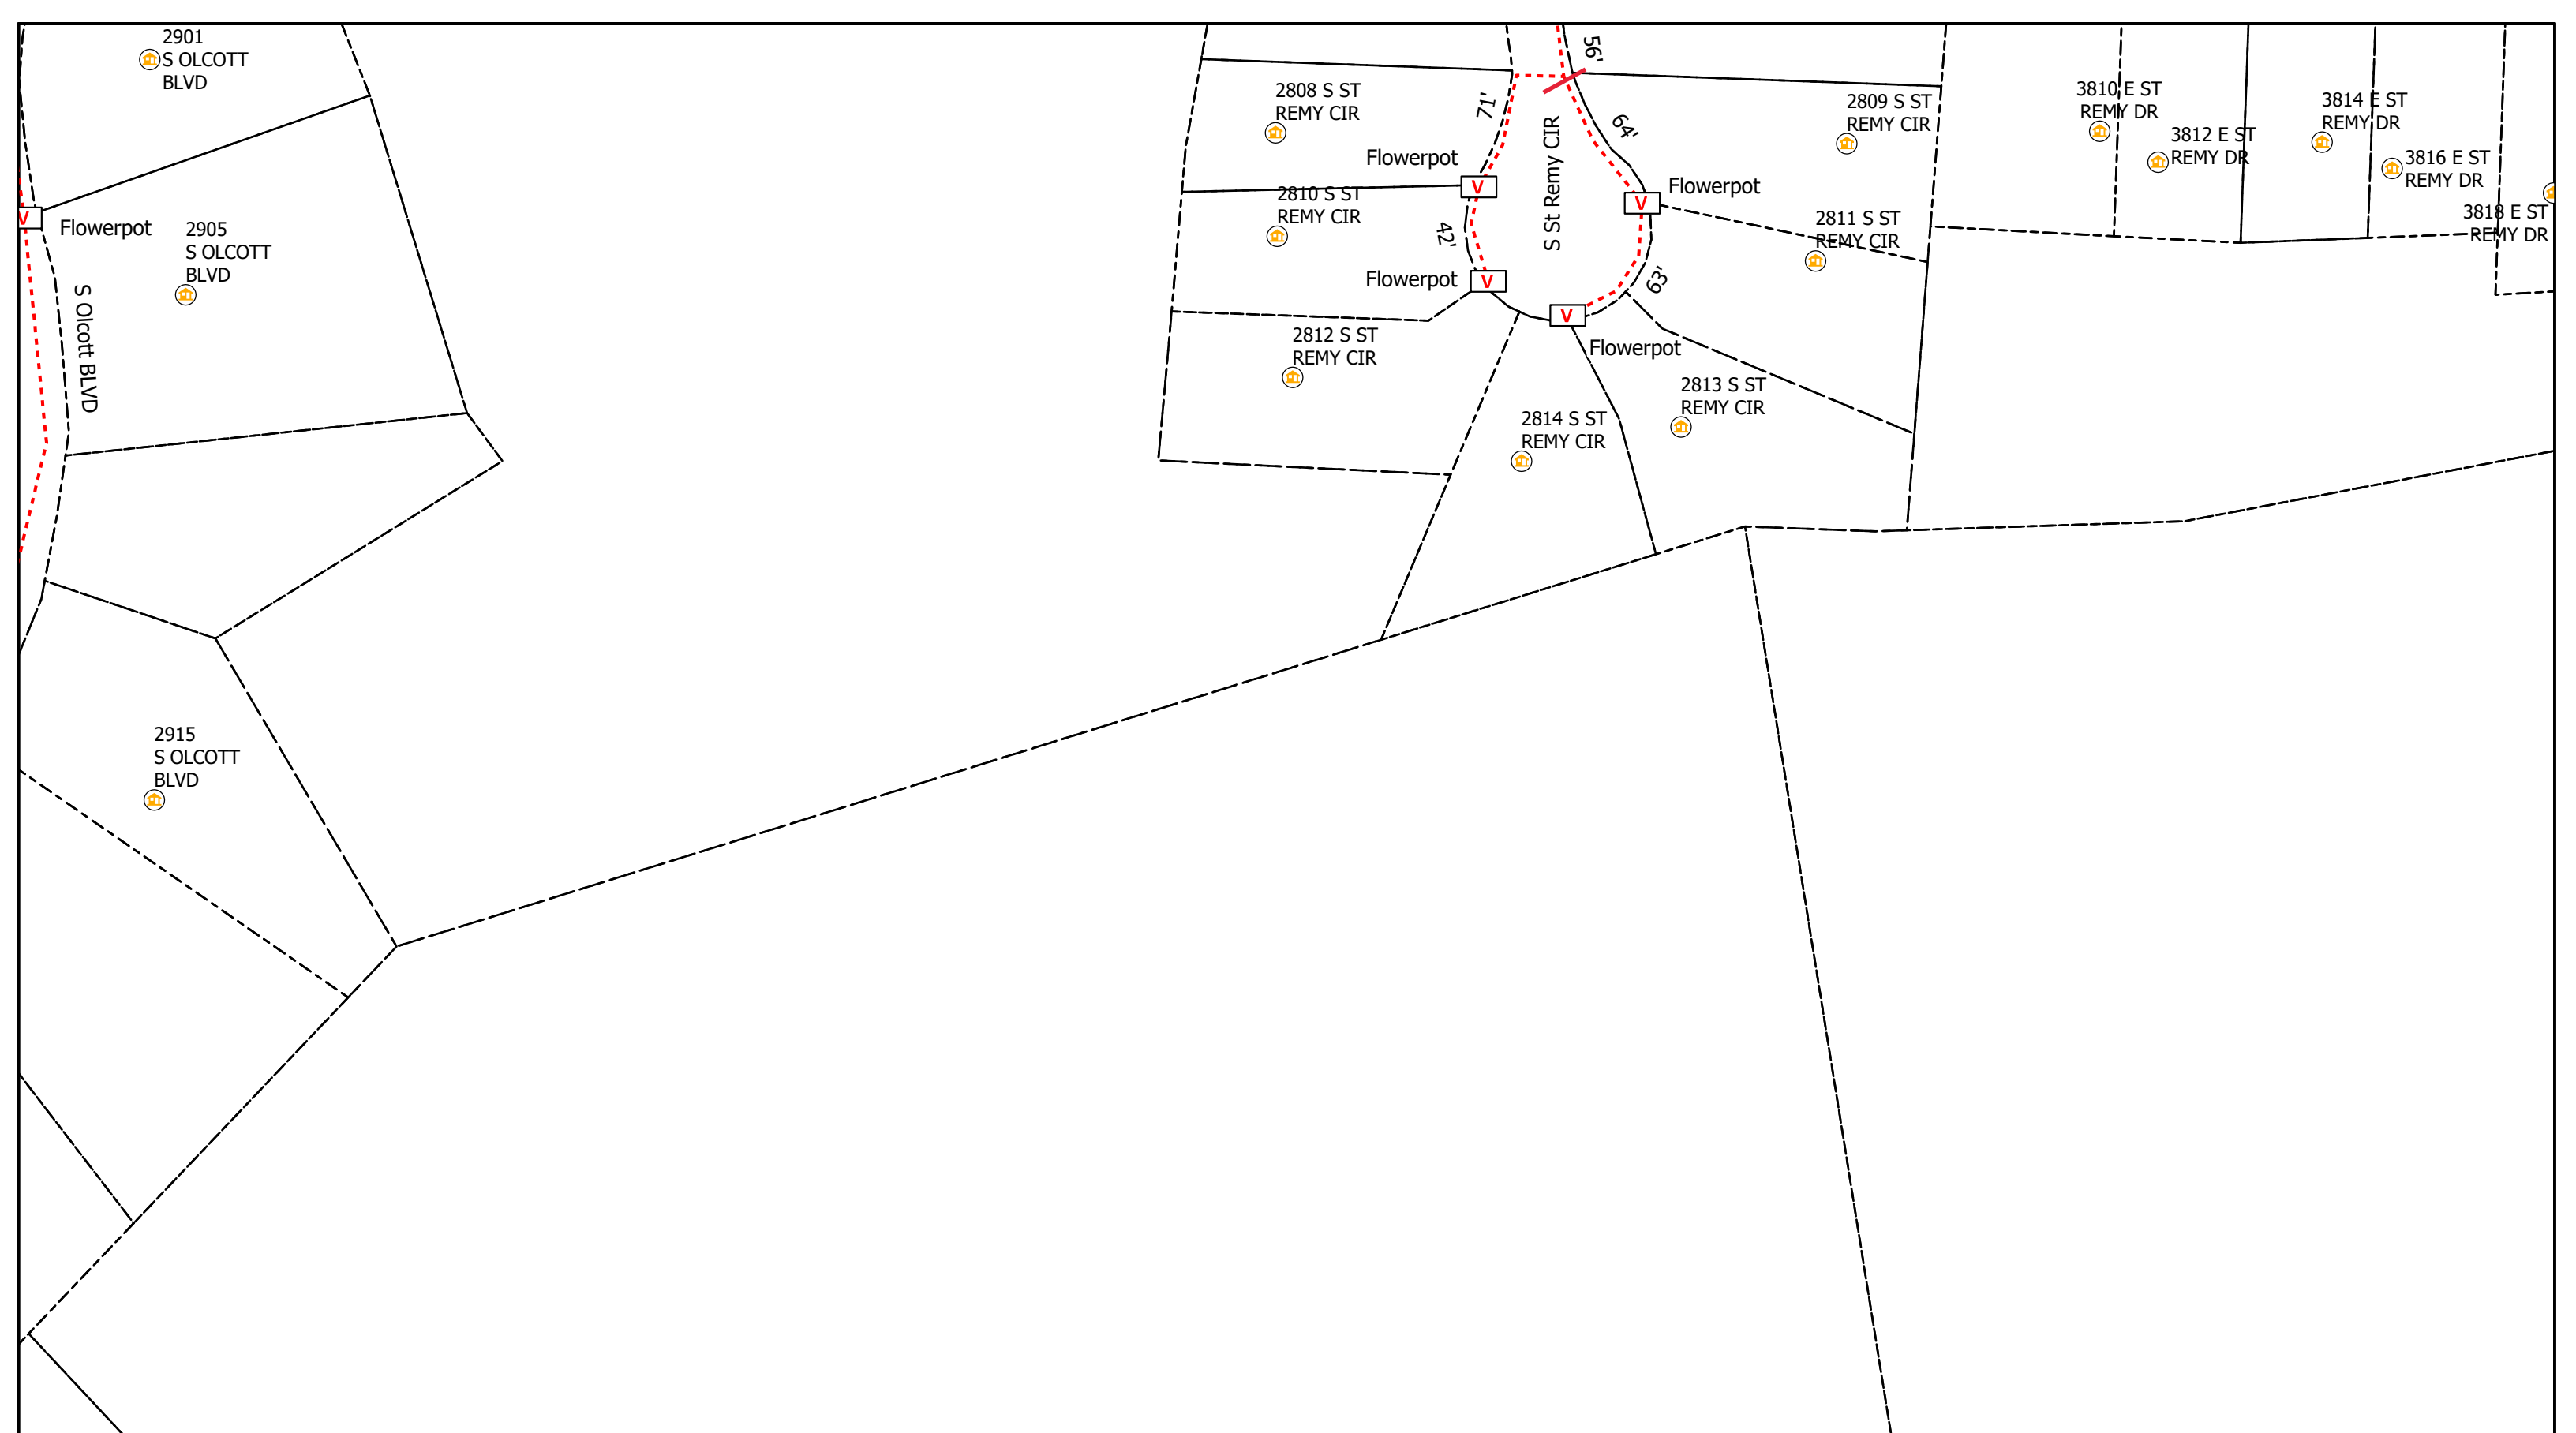 2901
S OLCOTT
BLVD
Flowerpot
2905
S OLCOTT
BLVD
S Olcott BLVD
2915
S OLCOTT
BLVD
V
2808 S ST
REMY CIR
71'
56'
64'
Flowerpot
V
2810 S ST
REMY CIR
42'
S St Remy CIR
Flowerpot
V
V
Flowerpot
2809 S ST
REMY CIR
2811 S ST
REMY CIR
63'
V
Flowerpot
2812 S ST
REMY CIR
2814 S ST
REMY CIR
2813 S ST
REMY CIR
3810 E ST
REMY DR
3812 E ST
REMY DR
3814 E ST
REMY DR
3816 E ST
REMY DR
3818 E ST
REMY DR